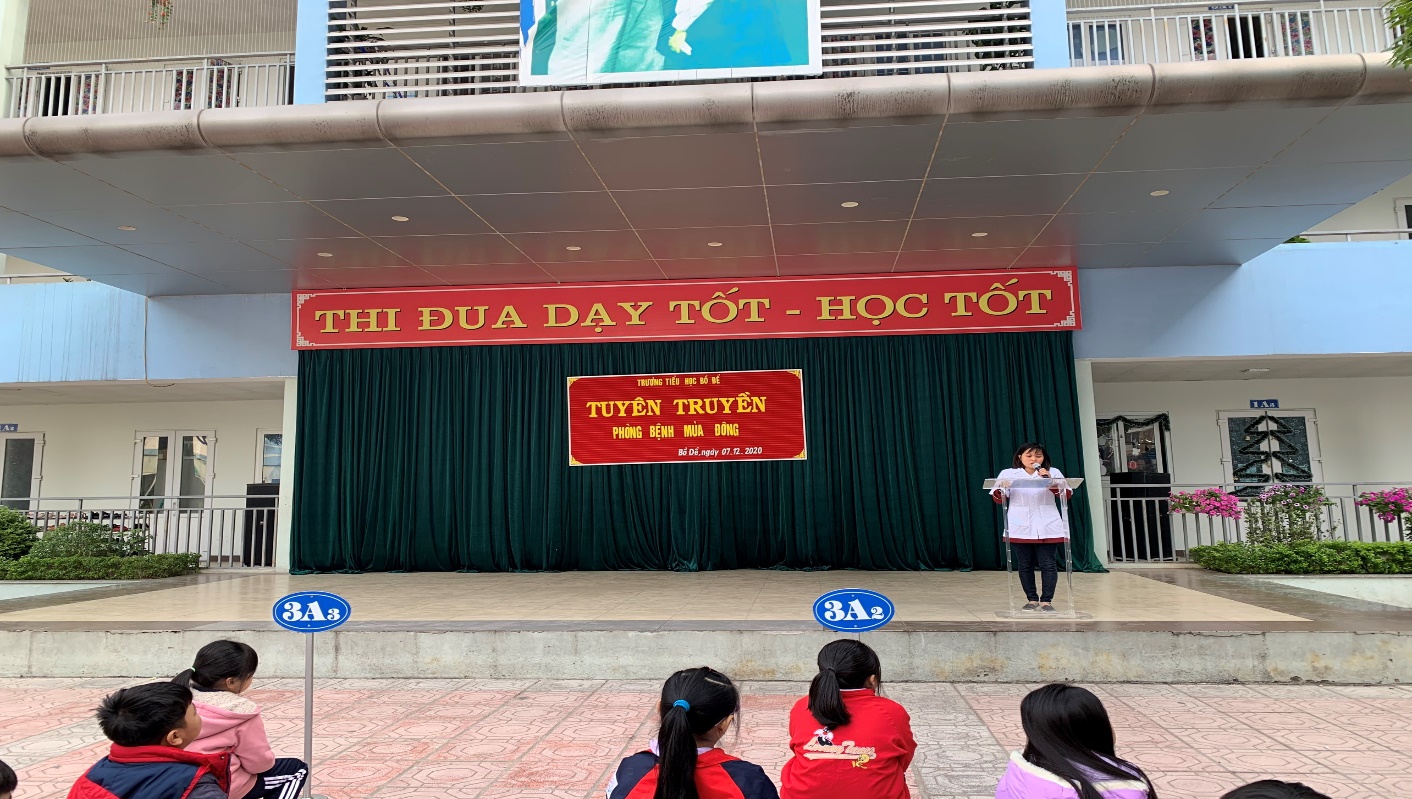 THI ĐUA DẠY TỐT - HỌC TỐT
TRƯỜNG TIỂU HỌC BỒ ĐỀ
TUYÊN TRUYỀN
PHÒNG BỆNH MÙA ĐÔNG
Bồ Đề, ngày 07.12.2020
1A5
3A3
3A2